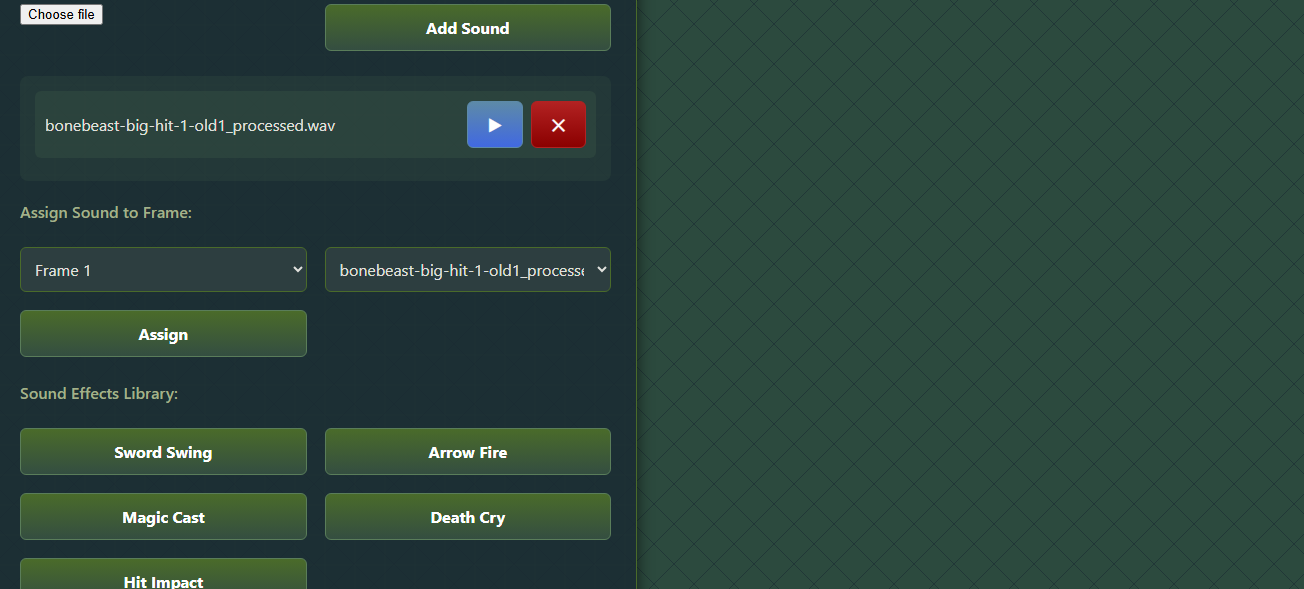 Choose file
Add Sound
bonebeast-big-hit-1-old1_processed.wav
Assign Sound to Frame:
Frame 1
bonebeast-big-hit-1-old1_processe
Assign
Sound Effects Library:
Sword Swing
Arrow Fire
Magic Cast
Death Cry
Hit Impact